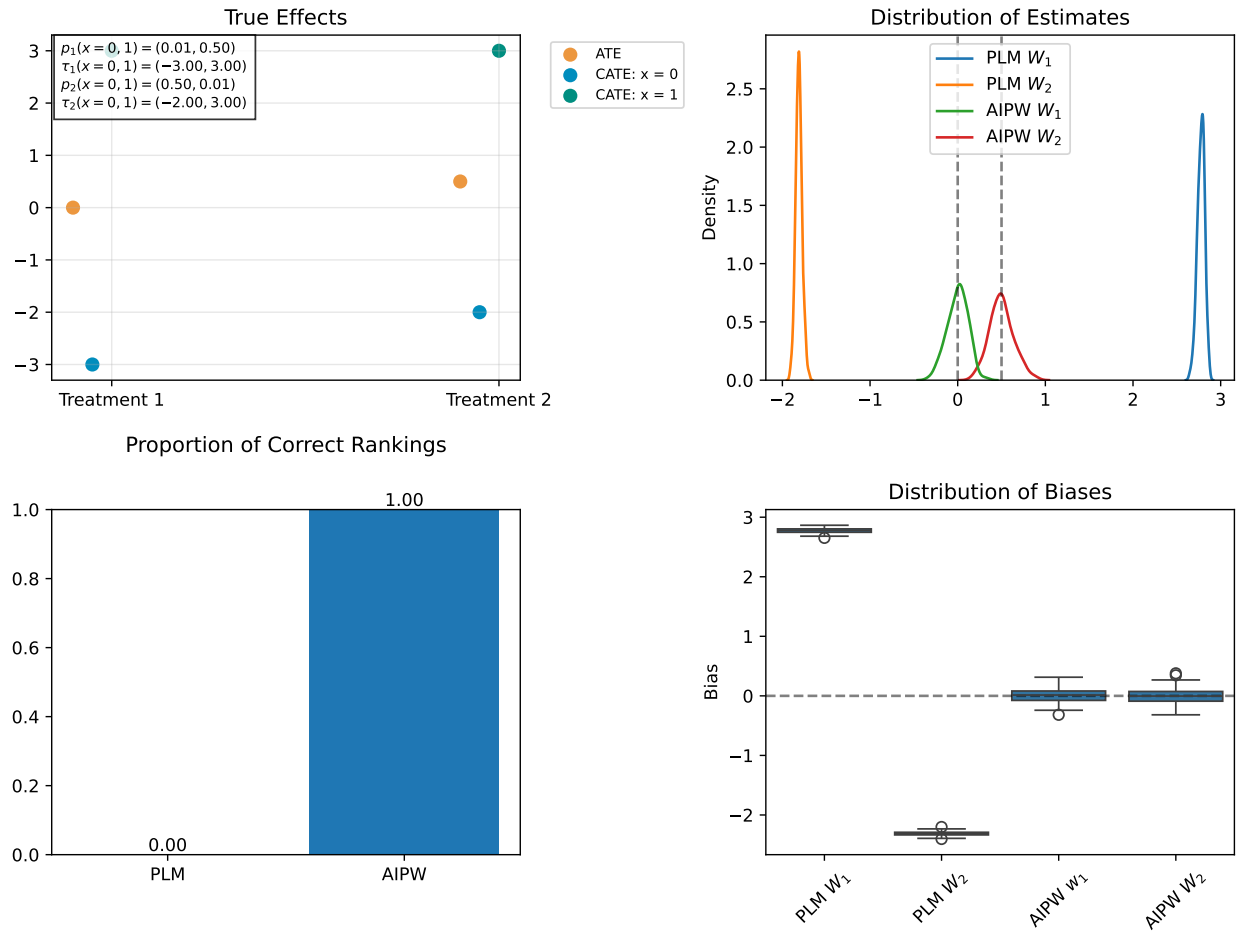 True Effects
p₁(x = 0, 1) = (0.01, 0.50)
τ₁(x = 0, 1) = (−3.00, 3.00)
p₂(x = 0, 1) = (0.50, 0.01)
τ₂(x = 0, 1) = (−2.00, 3.00)
3
2
1
0
−1
−2
−3
Treatment 1
Treatment 2
ATE
CATE: x = 0
CATE: x = 1
Distribution of Estimates
PLM W₁
PLM W₂
AIPW W₁
AIPW W₂
Density
2.5
2.0
1.5
1.0
0.5
0.0
−2
−1
0
1
2
3
Proportion of Correct Rankings
1.0
0.8
0.6
0.4
0.2
0.0
0.00
1.00
PLM
AIPW
Distribution of Biases
Bias
3
2
1
0
−1
−2
PLM W₁
PLM W₂
AIPW w₁
AIPW W₂